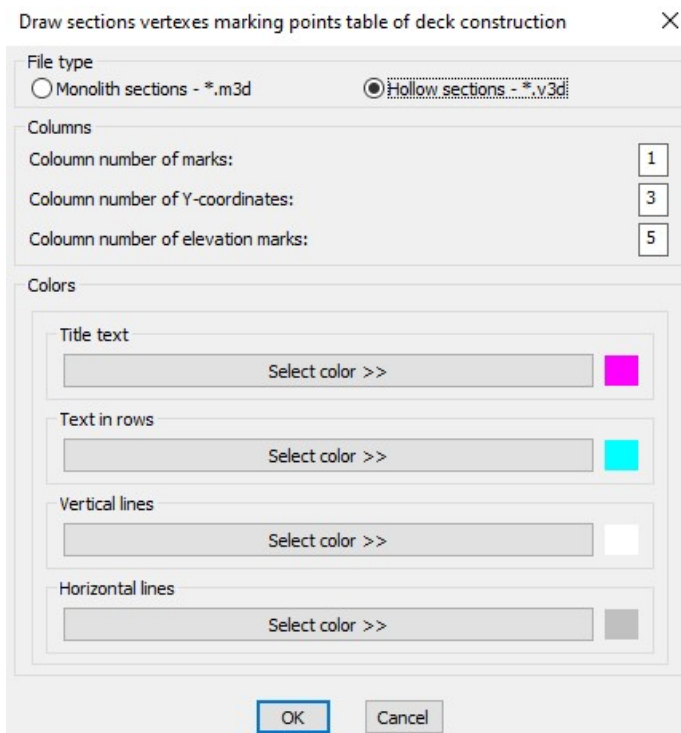 Draw sections vertexes marking points table of deck construction
File type
Monolith sections - *.m3d Hollow sections - *.v3d
Columns
Coloumn number of marks: 1
Coloumn number of Y-coordinates: 3
Coloumn number of elevation marks: 5
Colors
Title text
Select color >>
Text in rows
Select color >>
Vertical lines
Select color >>
Horizontal lines
Select color >>
OK Cancel